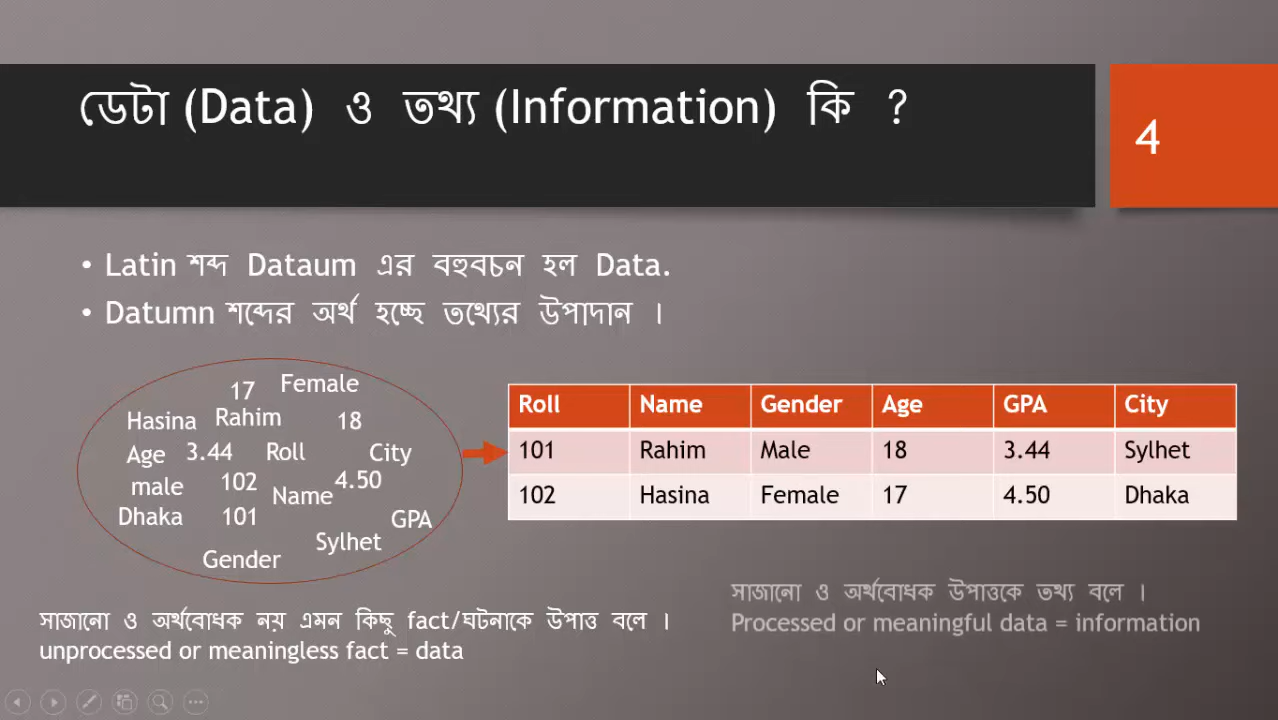 ডেটা (Data) ও তথ্য (Information) কি ?
4
• Latin শব্দ Dataum এর বহুবচন হল Data.
• Datumn শব্দের অর্থ হচ্ছে তথ্যের উপাদান ।
17 Female
Hasina Rahim 18
Age 3.44 Roll City
male 102 Name 4.50
Dhaka 101 GPA
Gender Sylhet
Roll Name Gender Age GPA City
101 Rahim Male 18 3.44 Sylhet
102 Hasina Female 17 4.50 Dhaka
সাজানো ও অর্থবোধক নয় এমন কিছু fact/ঘটনাকে উপাত্ত বলে ।
unprocessed or meaningless fact = data
সাজানো ও অর্থবোধক উপাত্তকে তথ্য বলে ।
Processed or meaningful data = information